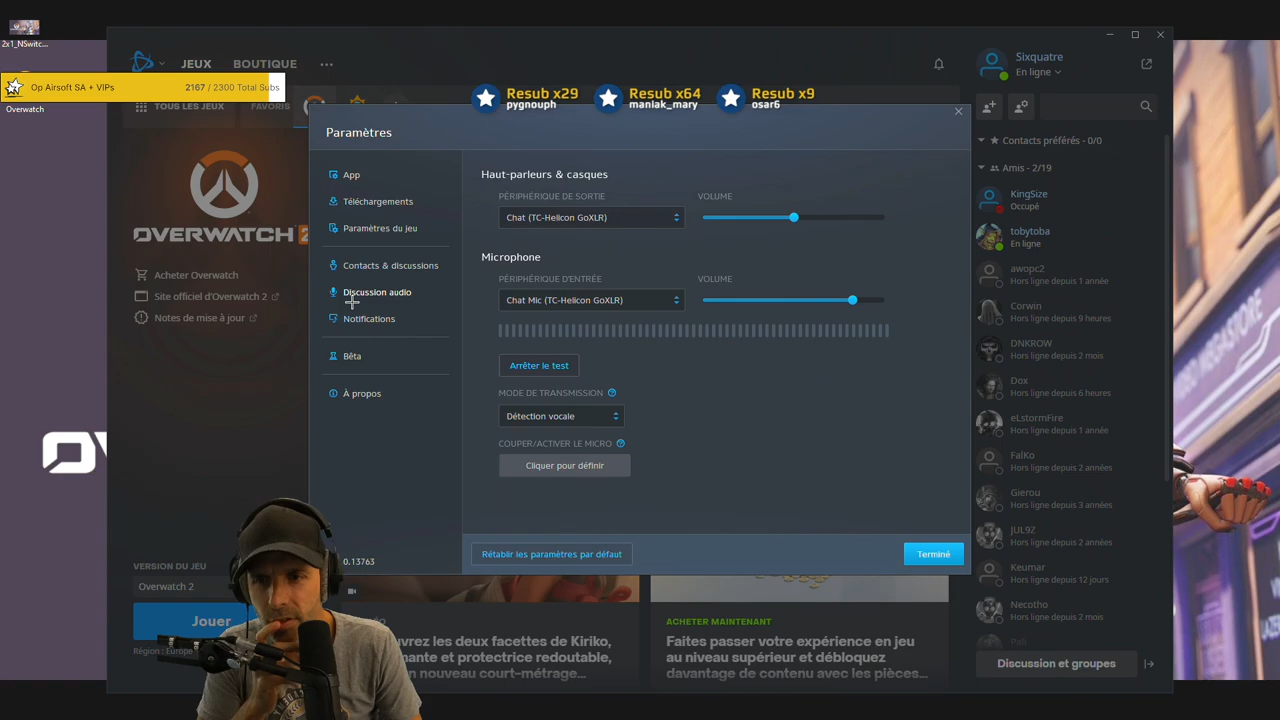 2x1_NSwitc...
JEUX
BOUTIQUE
Sixquatre
En ligne
Op Airsoft SA + VIPs
2167 / 2300 Total Subs
Resub x29
pygnouph
Resub x64
maniak_mary
Resub x9
osar6
Overwatch
TOUS LES JEUX
FAVORIS
Paramètres
Contacts préférés - 0/0
Amis - 2/19
App
Téléchargements
Paramètres du jeu
Contacts & discussions
Discussion audio
Notifications
Bêta
À propos
0.13763
Haut-parleurs & casques
PÉRIPHÉRIQUE DE SORTIE
VOLUME
Chat (TC-Helicon GoXLR)
Microphone
PÉRIPHÉRIQUE D'ENTRÉE
VOLUME
Chat Mic (TC-Helicon GoXLR)
Arrêter le test
MODE DE TRANSMISSION
Détection vocale
COUPER/ACTIVER LE MICRO
Cliquer pour définir
Rétablir les paramètres par défaut
Terminé
OVERWATCH 2
Acheter Overwatch
Site officiel d'Overwatch 2
Notes de mise à jour
VERSION DU JEU
Overwatch 2
Jouer
Région : Europe
KingSize
Occupé
tobytoba
En ligne
awopc2
Hors ligne depuis 1 année
Corwin
Hors ligne depuis 9 heures
DNKROW
Hors ligne depuis 2 mois
Dox
Hors ligne depuis 6 heures
eLstormFire
Hors ligne depuis 1 année
FalKo
Hors ligne depuis 2 années
Gierou
Hors ligne depuis 3 années
JUL9Z
Hors ligne depuis 2 années
Keumar
Hors ligne depuis 12 jours
Necotho
Hors ligne depuis 2 mois
Pali
Discussion et groupes
uvrez les deux facettes de Kiriko,
nante et protectrice redoutable,
n nouveau court-métrage...
ACHETER MAINTENANT
Faites passer votre expérience en jeu
au niveau supérieur et débloquez
davantage de contenu avec les pièces...